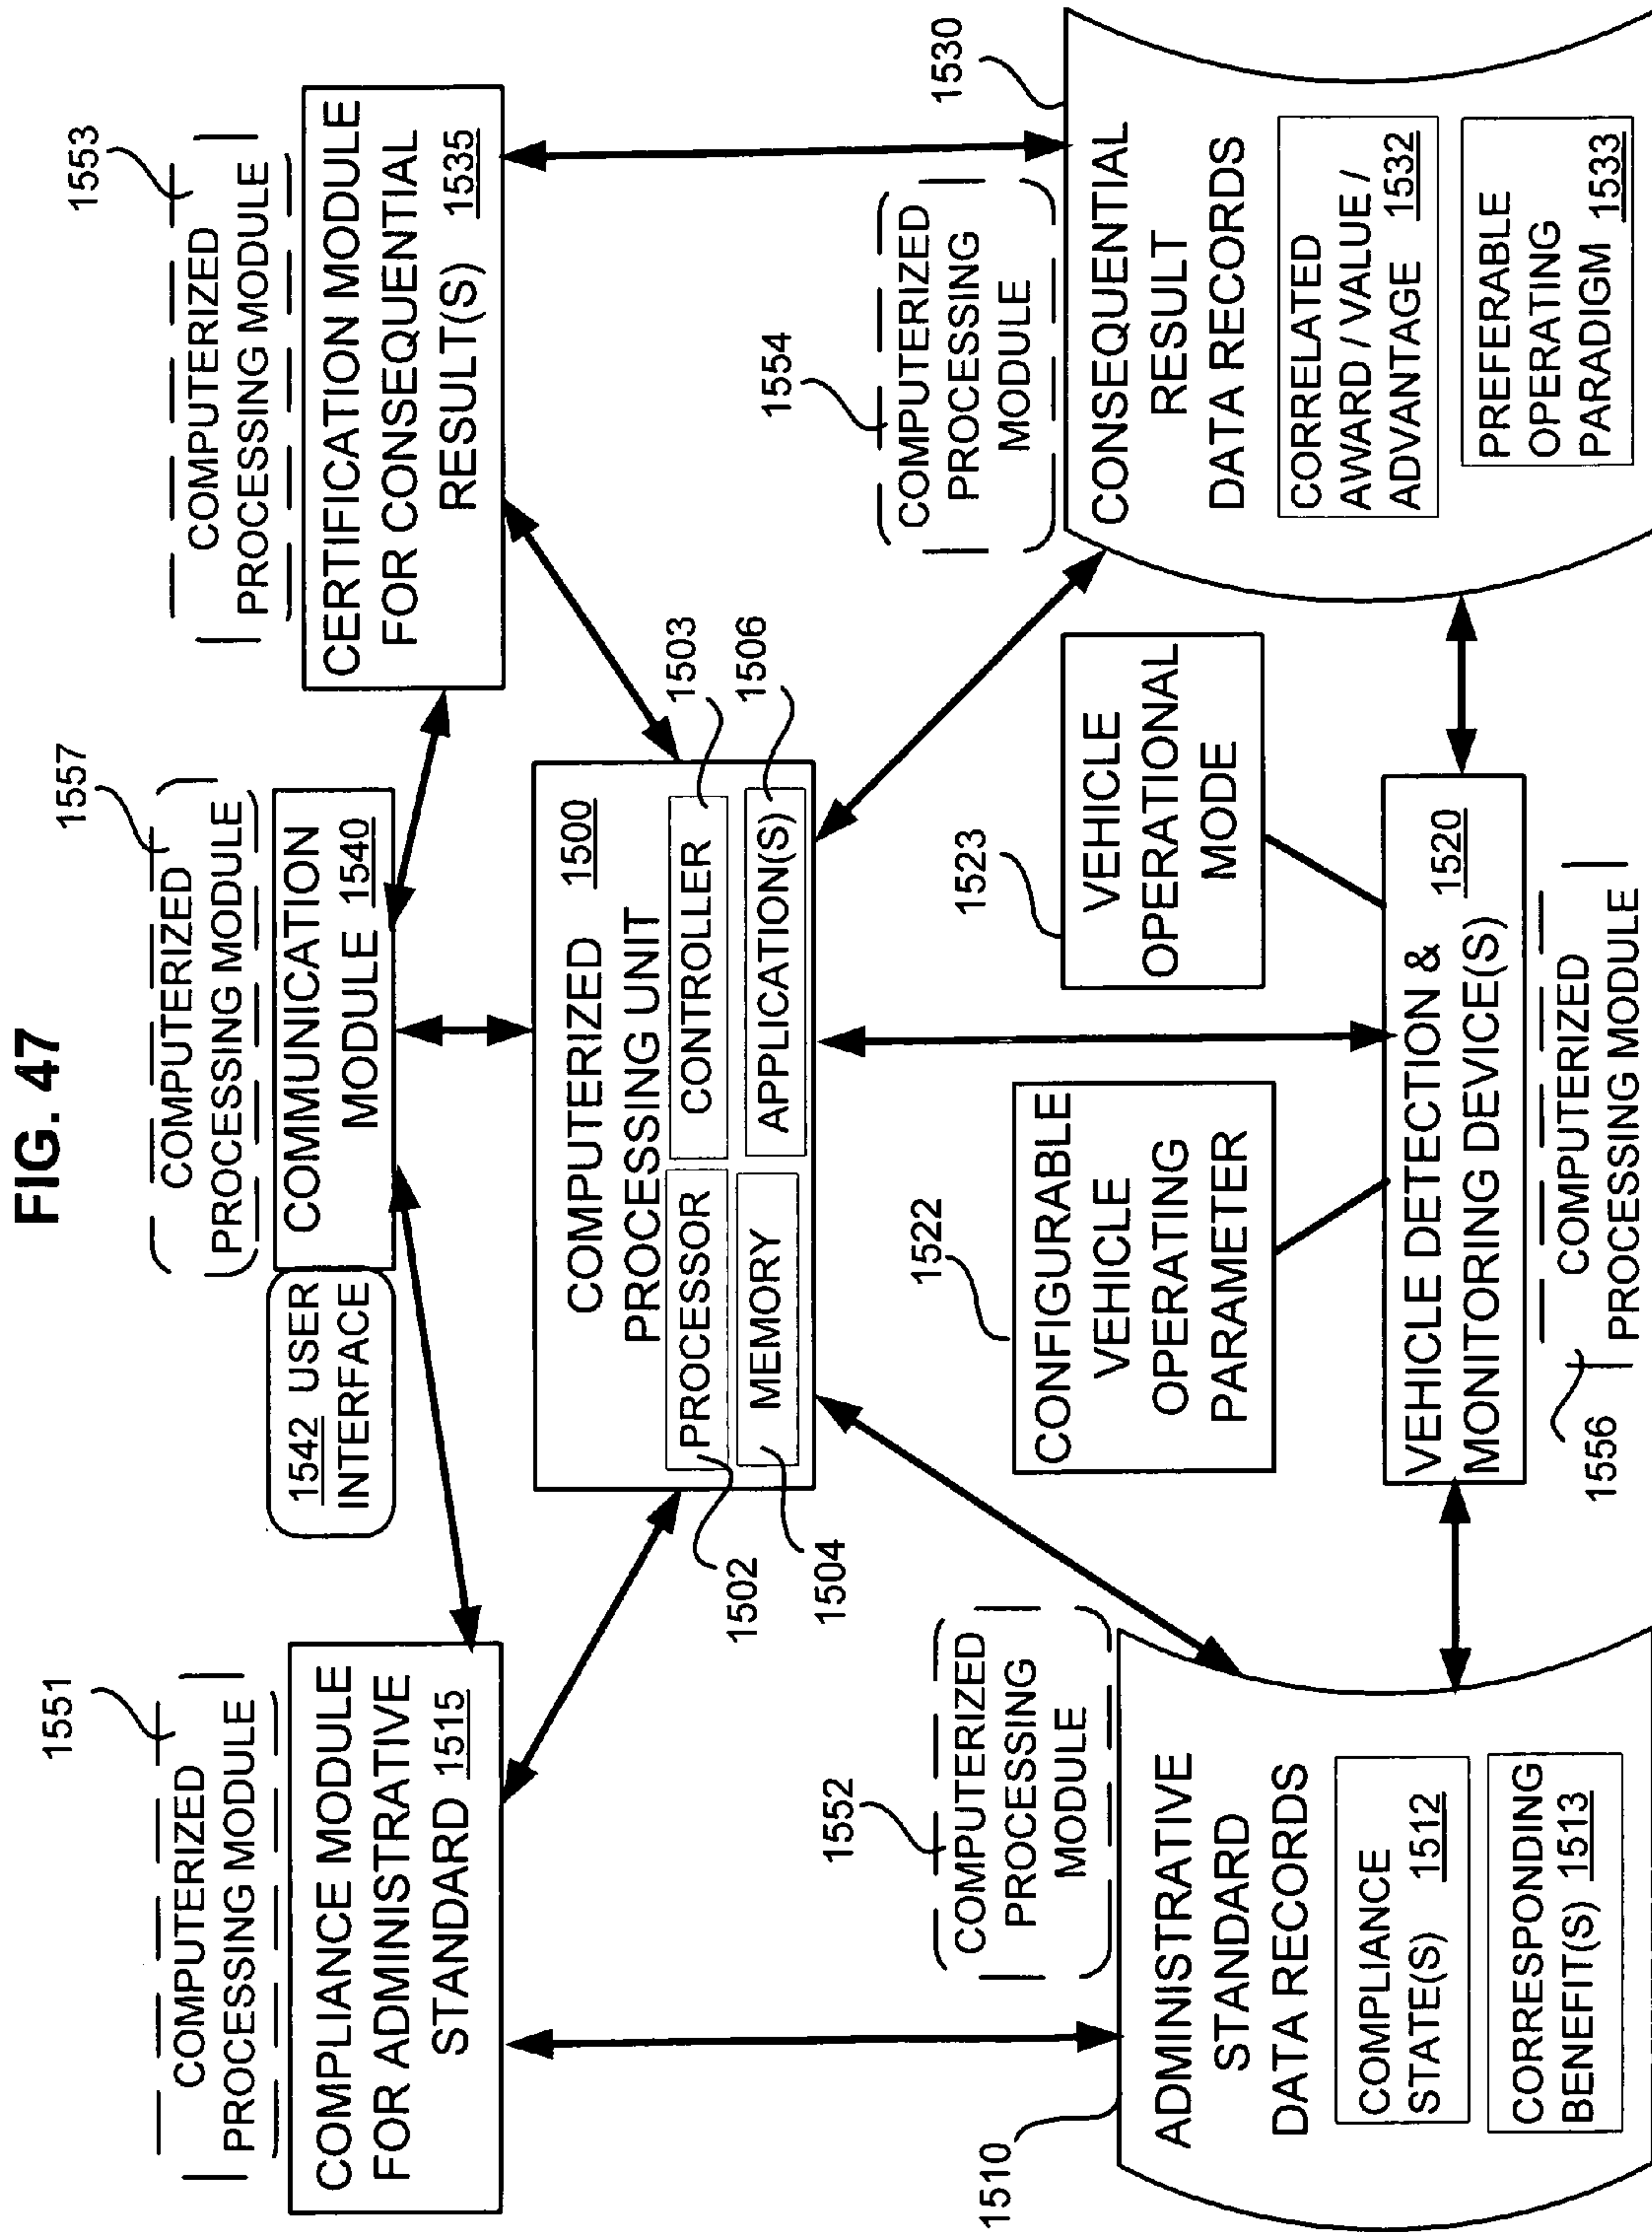 FIG. 47
1551
COMPUTERIZED
PROCESSING MODULE
COMPLIANCE MODULE
FOR ADMINISTRATIVE
STANDARD 1515
1557
COMPUTERIZED
PROCESSING MODULE
1542 USER
INTERFACE
COMMUNICATION
MODULE 1540
1553
COMPUTERIZED
PROCESSING MODULE
CERTIFICATION MODULE
FOR CONSEQUENTIAL
RESULT(S) 1535
COMPUTERIZED 1500
PROCESSING UNIT
PROCESSOR
CONTROLLER
MEMORY
APPLICATION(S)
1502
1504
1503
1506
1552
COMPUTERIZED
PROCESSING
MODULE
1510
ADMINISTRATIVE
STANDARD
DATA RECORDS
COMPLIANCE
STATE(S) 1512
CORRESPONDING
BENEFIT(S) 1513
1522
CONFIGURABLE
VEHICLE
OPERATING
PARAMETER
1523
VEHICLE
OPERATIONAL
MODE
VEHICLE DETECTION & 1520
MONITORING DEVICE(S)
1556
COMPUTERIZED
PROCESSING MODULE
1554
COMPUTERIZED
PROCESSING
MODULE
1530
CONSEQUENTIAL
RESULT
DATA RECORDS
CORRELATED
AWARD / VALUE /
ADVANTAGE 1532
PREFERABLE
OPERATING
PARADIGM 1533